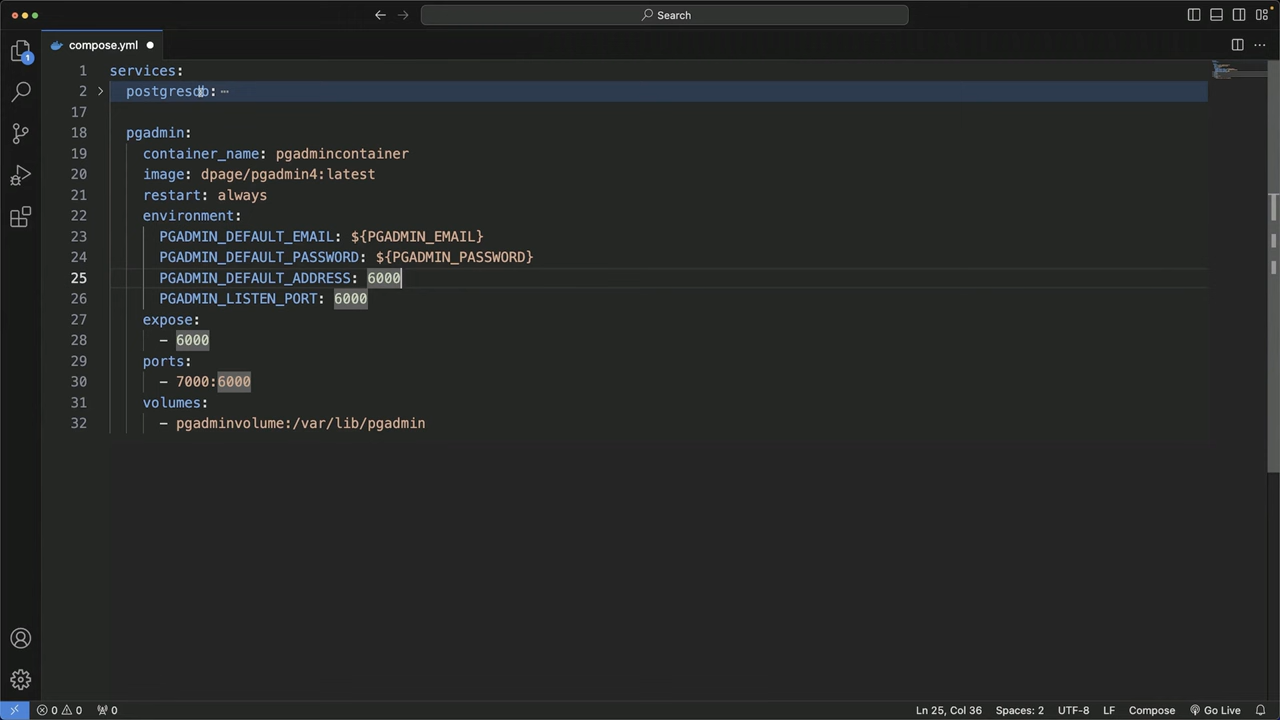 Search
compose.yml
1 services:
2 postgresdb: ⋯
17
18 pgadmin:
19 container_name: pgadmincontainer
20 image: dpage/pgadmin4:latest
21 restart: always
22 environment:
23 PGADMIN_DEFAULT_EMAIL: ${PGADMIN_EMAIL}
24 PGADMIN_DEFAULT_PASSWORD: ${PGADMIN_PASSWORD}
25 PGADMIN_DEFAULT_ADDRESS: 6000
26 PGADMIN_LISTEN_PORT: 6000
27 expose:
28 - 6000
29 ports:
30 - 7000:6000
31 volumes:
32 - pgadminvolume:/var/lib/pgadmin
1
0 0 0 Ln 25, Col 36 Spaces: 2 UTF-8 LF Compose Go Live